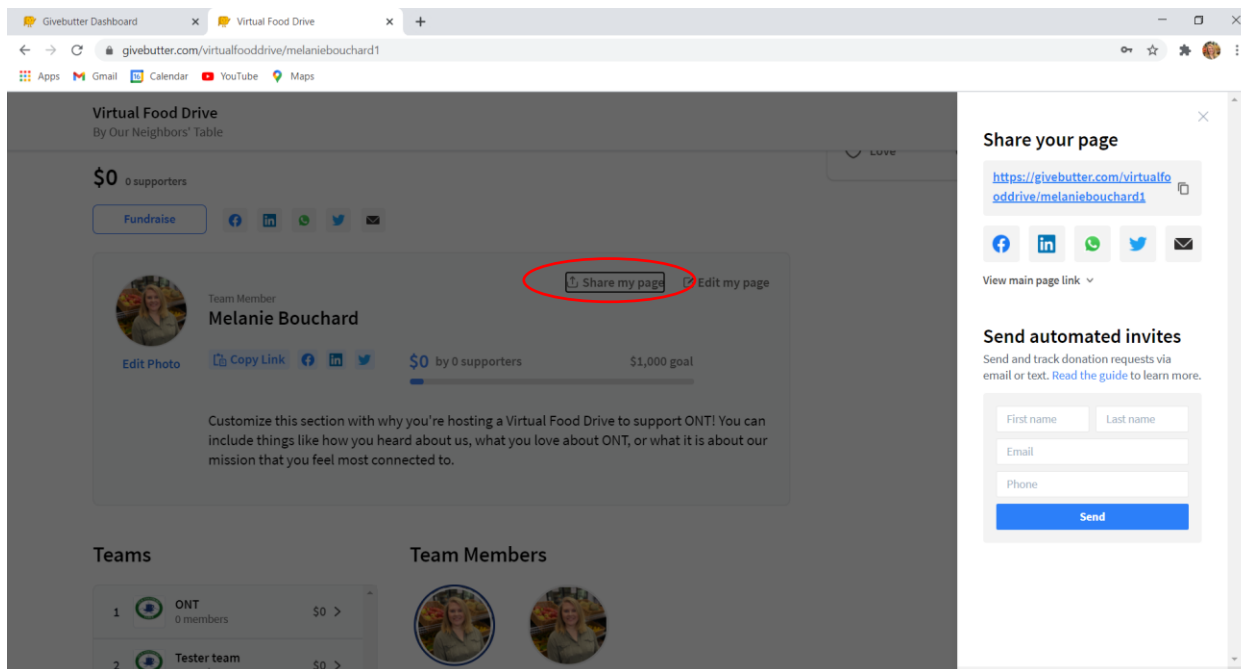 Givebutter Dashboard
Virtual Food Drive
givebutter.com/virtualfooddrive/melaniebouchard1
Apps
Gmail
Calendar
YouTube
Maps
Virtual Food Drive
By Our Neighbors' Table
Love
$0 0 supporters
Fundraise
Share my page
Edit my page
Team Member
Melanie Bouchard
Edit Photo
Copy Link
$0 by 0 supporters
$1,000 goal
Customize this section with why you're hosting a Virtual Food Drive to support ONT! You can
include things like how you heard about us, what you love about ONT, or what it is about our
mission that you feel most connected to.
Teams
1 ONT $0
0 members
2 Tester team $0
Team Members
Share your page
https://givebutter.com/virtualfo
oddrive/melaniebouchard1
View main page link
Send automated invites
Send and track donation requests via
email or text. Read the guide to learn more.
First name
Last name
Email
Phone
Send